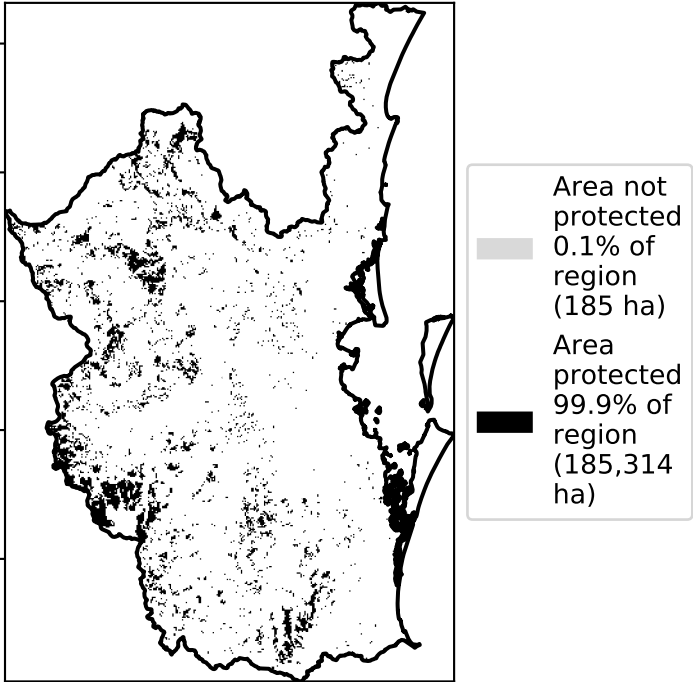 Area not
protected
0.1% of
region
(185 ha)
Area
protected
99.9% of
region
(185,314
ha)